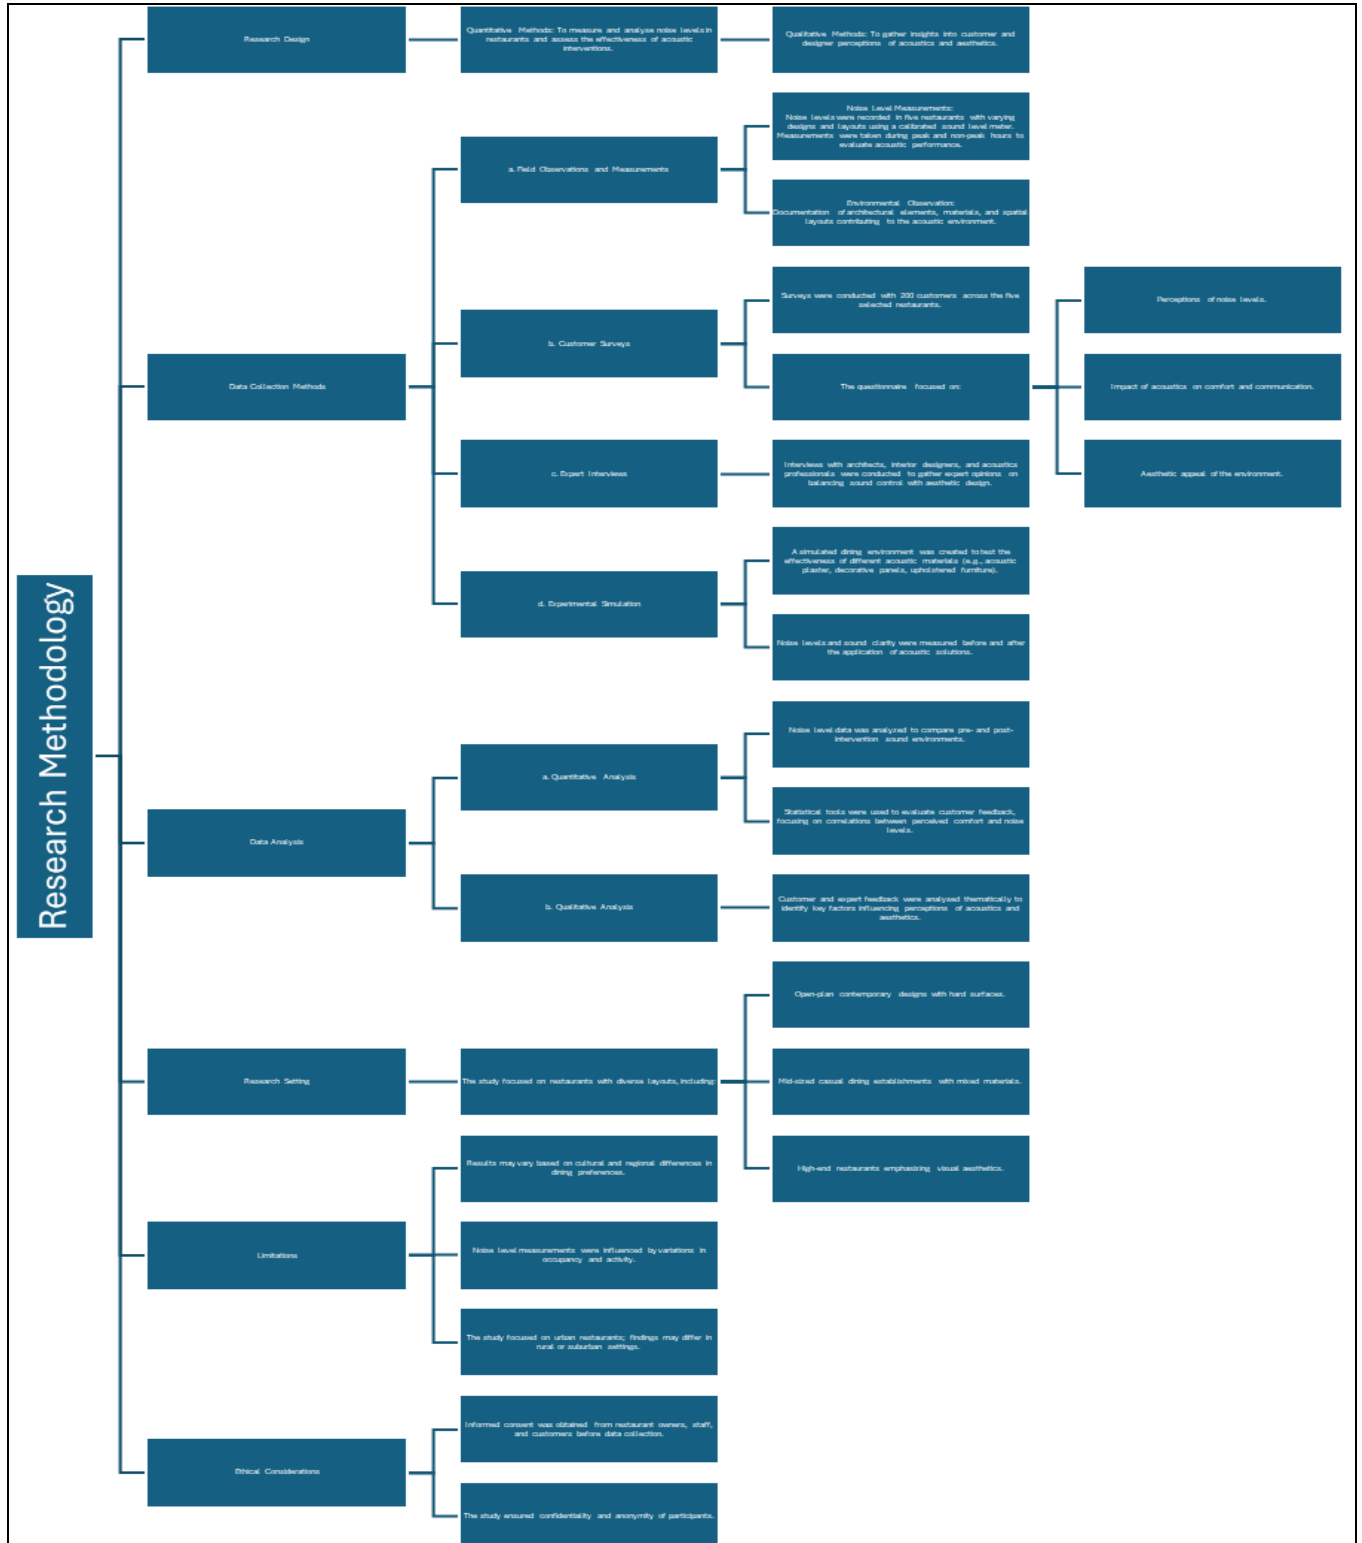 Research Methodology
Research Design
Quantitative Methods: To measure and analyse noise levels in
restaurants and assess the effectiveness of acoustic
interventions.
Qualitative Methods: To gather insights into customer and
designer perceptions of acoustics and aesthetics.
Data Collection Methods
a. Field Observations and Measurements
Noise Level Measurements:
Noise levels were recorded in five restaurants with varying
designs and layouts using a calibrated sound level meter.
Measurements were taken during peak and non-peak hours to
evaluate acoustic performance.
Environmental Observation:
Documentation of architectural elements, materials, and spatial
layouts contributing to the acoustic environment.
b. Customer Surveys
Surveys were conducted with 200 customers across the five
selected restaurants.
The questionnaire focused on:
Perceptions of noise levels.
Impact of acoustics on comfort and communication.
Aesthetic appeal of the environment.
c. Expert Interviews
Interviews with architects, interior designers, and acoustics
professionals were conducted to gather expert opinions on
balancing sound control with aesthetic design.
d. Experimental Simulation
A simulated dining environment was created to test the
effectiveness of different acoustic materials (e.g., acoustic
plaster, decorative panels, upholstered furniture).
Noise levels and sound clarity were measured before and after
the application of acoustic solutions.
Data Analysis
a. Quantitative Analysis
Noise level data was analyzed to compare pre- and post-
intervention sound environments.
Statistical tools were used to evaluate customer feedback,
focusing on correlations between perceived comfort and noise
levels.
b. Qualitative Analysis
Customer and expert feedback were analysed thematically to
identify key factors influencing perceptions of acoustics and
aesthetics.
Research Setting
The study focused on restaurants with diverse layouts, including:
Open-plan contemporary designs with hard surfaces.
Mid-sized casual dining establishments with mixed materials.
High-end restaurants emphasizing visual aesthetics.
Limitations
Results may vary based on cultural and regional differences in
dining preferences.
Noise level measurements were influenced by variations in
occupancy and activity.
The study focused on urban restaurants; findings may differ in
rural or suburban settings.
Ethical Considerations
Informed consent was obtained from restaurant owners, staff,
and customers before data collection.
The study ensured confidentiality and anonymity of participants.